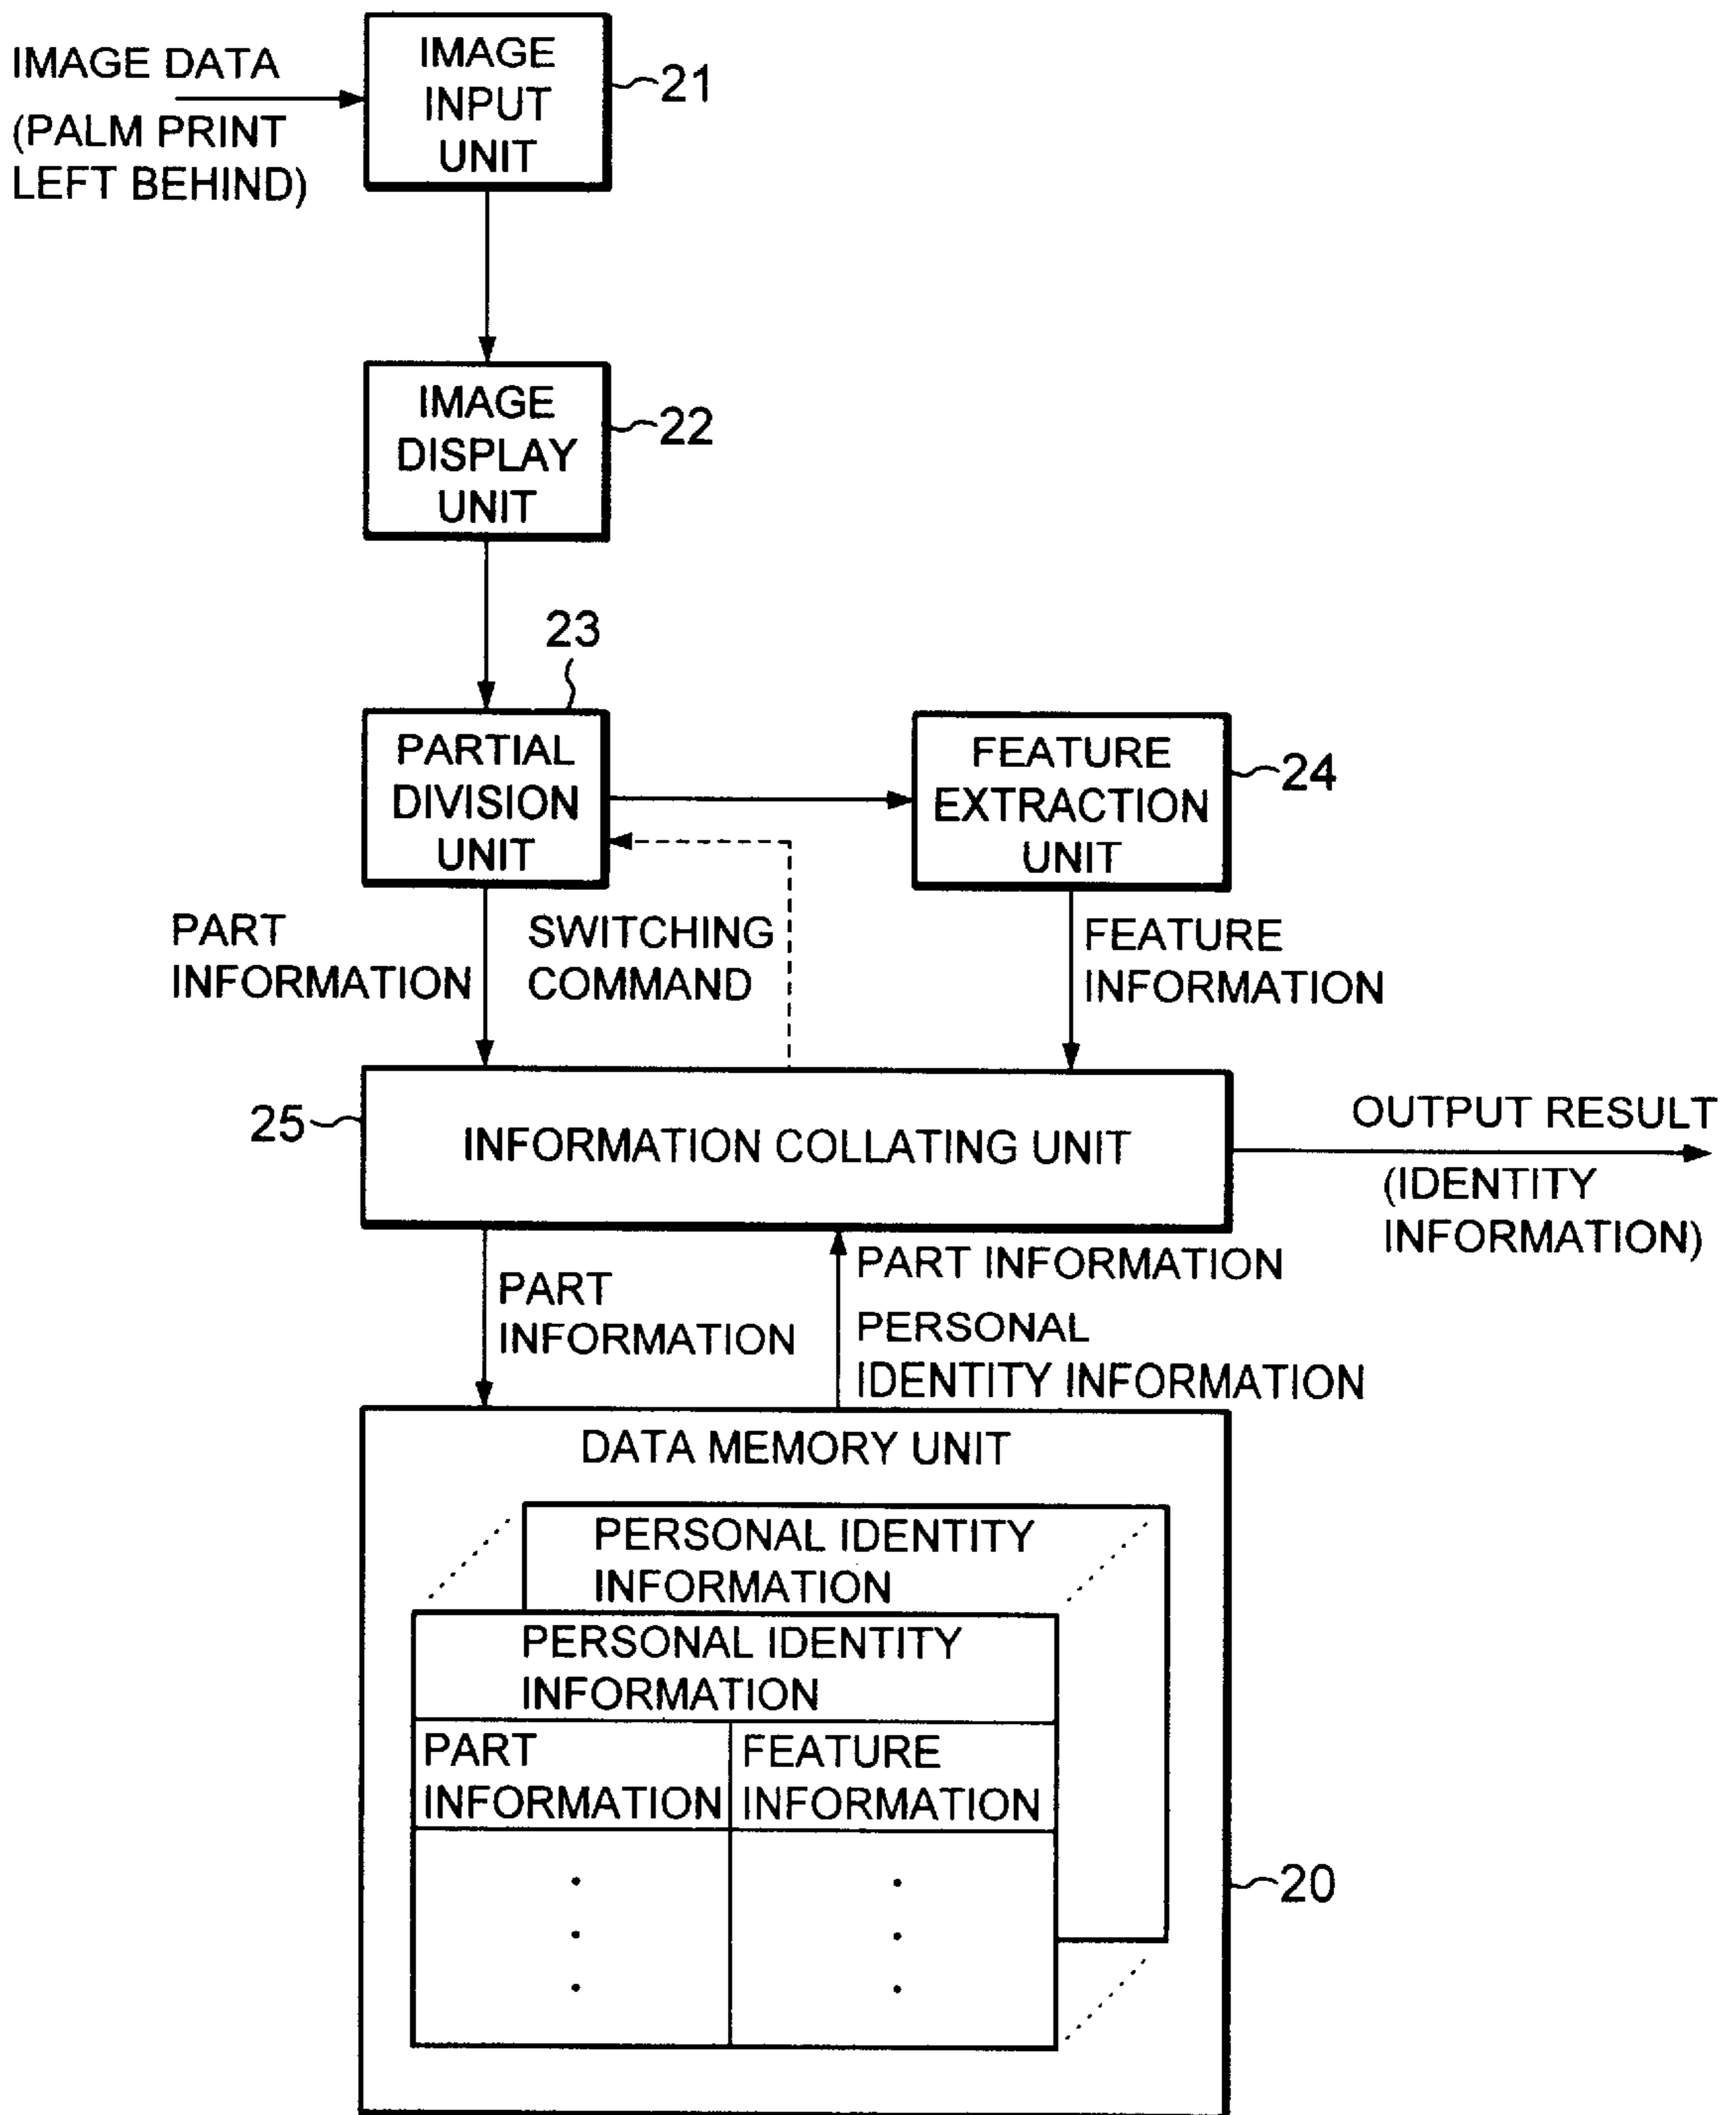 IMAGE DATA
(PALM PRINT
LEFT BEHIND)
IMAGE
INPUT
UNIT
21
IMAGE
DISPLAY
UNIT
22
23
PARTIAL
DIVISION
UNIT
FEATURE
EXTRACTION
UNIT
24
PART
INFORMATION
SWITCHING
COMMAND
FEATURE
INFORMATION
25
INFORMATION COLLATING UNIT
OUTPUT RESULT
(IDENTITY
INFORMATION)
PART
INFORMATION
PART INFORMATION
PERSONAL
IDENTITY INFORMATION
DATA MEMORY UNIT
PERSONAL IDENTITY
INFORMATION
PERSONAL IDENTITY
INFORMATION
PART
INFORMATION
FEATURE
INFORMATION
20